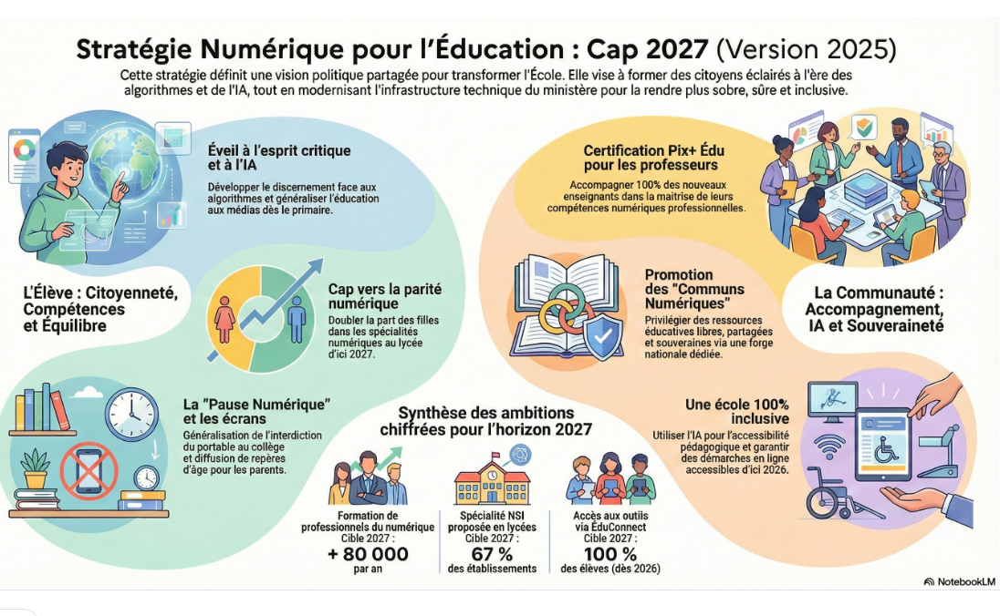 Stratégie Numérique pour l'Éducation : Cap 2027 (Version 2025)
Cette stratégie définit une vision politique partagée pour transformer l'École. Elle vise à former des citoyens éclairés à l'ère des
algorithmes et de l'IA, tout en modernisant l'infrastructure technique du ministère pour la rendre plus sobre, sûre et inclusive.
L'Élève : Citoyenneté,
Compétences
et Équilibre
Éveil à l'esprit critique
et à l'IA
Développer le discernement face aux
algorithmes et généraliser l'éducation
aux médias dès le primaire.
Cap vers la parité
numérique
Doubler la part des filles
dans les spécialités
numériques au lycée
d'ici 2027.
La "Pause Numérique"
et les écrans
Généralisation de l'interdiction
du portable au collège
et diffusion de repères
d'âge pour les parents.
La Communauté :
Accompagnement,
IA et Souveraineté
Certification Pix+ Édu
pour les professeurs
Accompagner 100% des nouveaux
enseignants dans la maitrise de leurs
compétences numériques professionnelles.
Promotion
des "Communs
Numériques"
Privilégier des ressources
éducatives libres, partagées
et souveraines via une forge
nationale dédiée.
Une école 100%
inclusive
Utiliser l'IA pour l'accessibilité
pédagogique et garantir
des démarches en ligne
accessibles d'ici 2026.
Synthèse des ambitions
chiffrées pour l'horizon 2027
Formation de
professionnels du numérique
Cible 2027 :
+ 80 000
par an
Spécialité NSI
proposée en lycées
Cible 2027 :
67 %
des établissements
Accès aux outils
via ÉduConnect
Cible 2027 :
100 %
des élèves (dès 2026)
NotebookLM